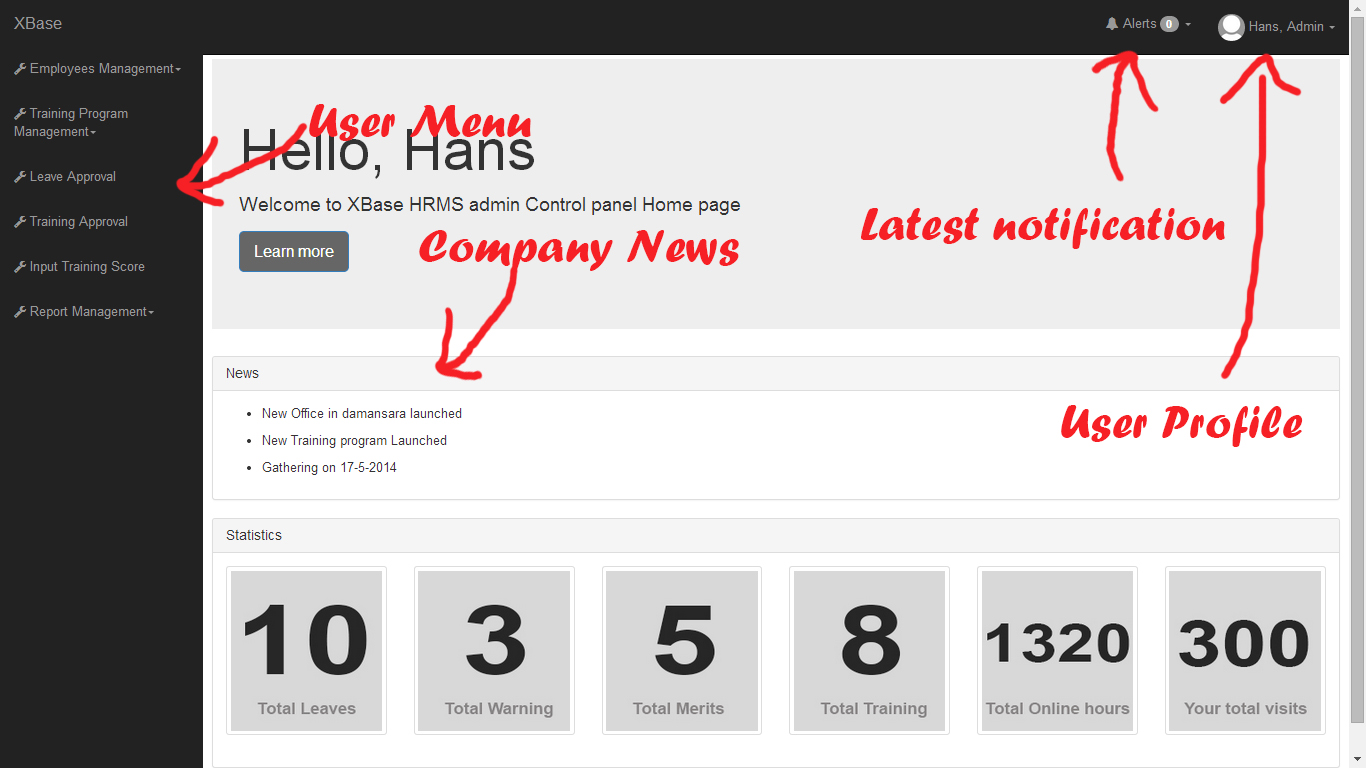 XBase
Alerts 0
Hans, Admin
Employees Management
Training Program
Management
Leave Approval
Training Approval
Input Training Score
Report Management
User Menu
Hello, Hans
Welcome to XBase HRMS admin Control panel Home page
Learn more
Company News
Latest notification
User Profile
News
New Office in damansara launched
New Training program Launched
Gathering on 17-5-2014
Statistics
10
Total Leaves
3
Total Warning
5
Total Merits
8
Total Training
1320
Total Online hours
300
Your total visits